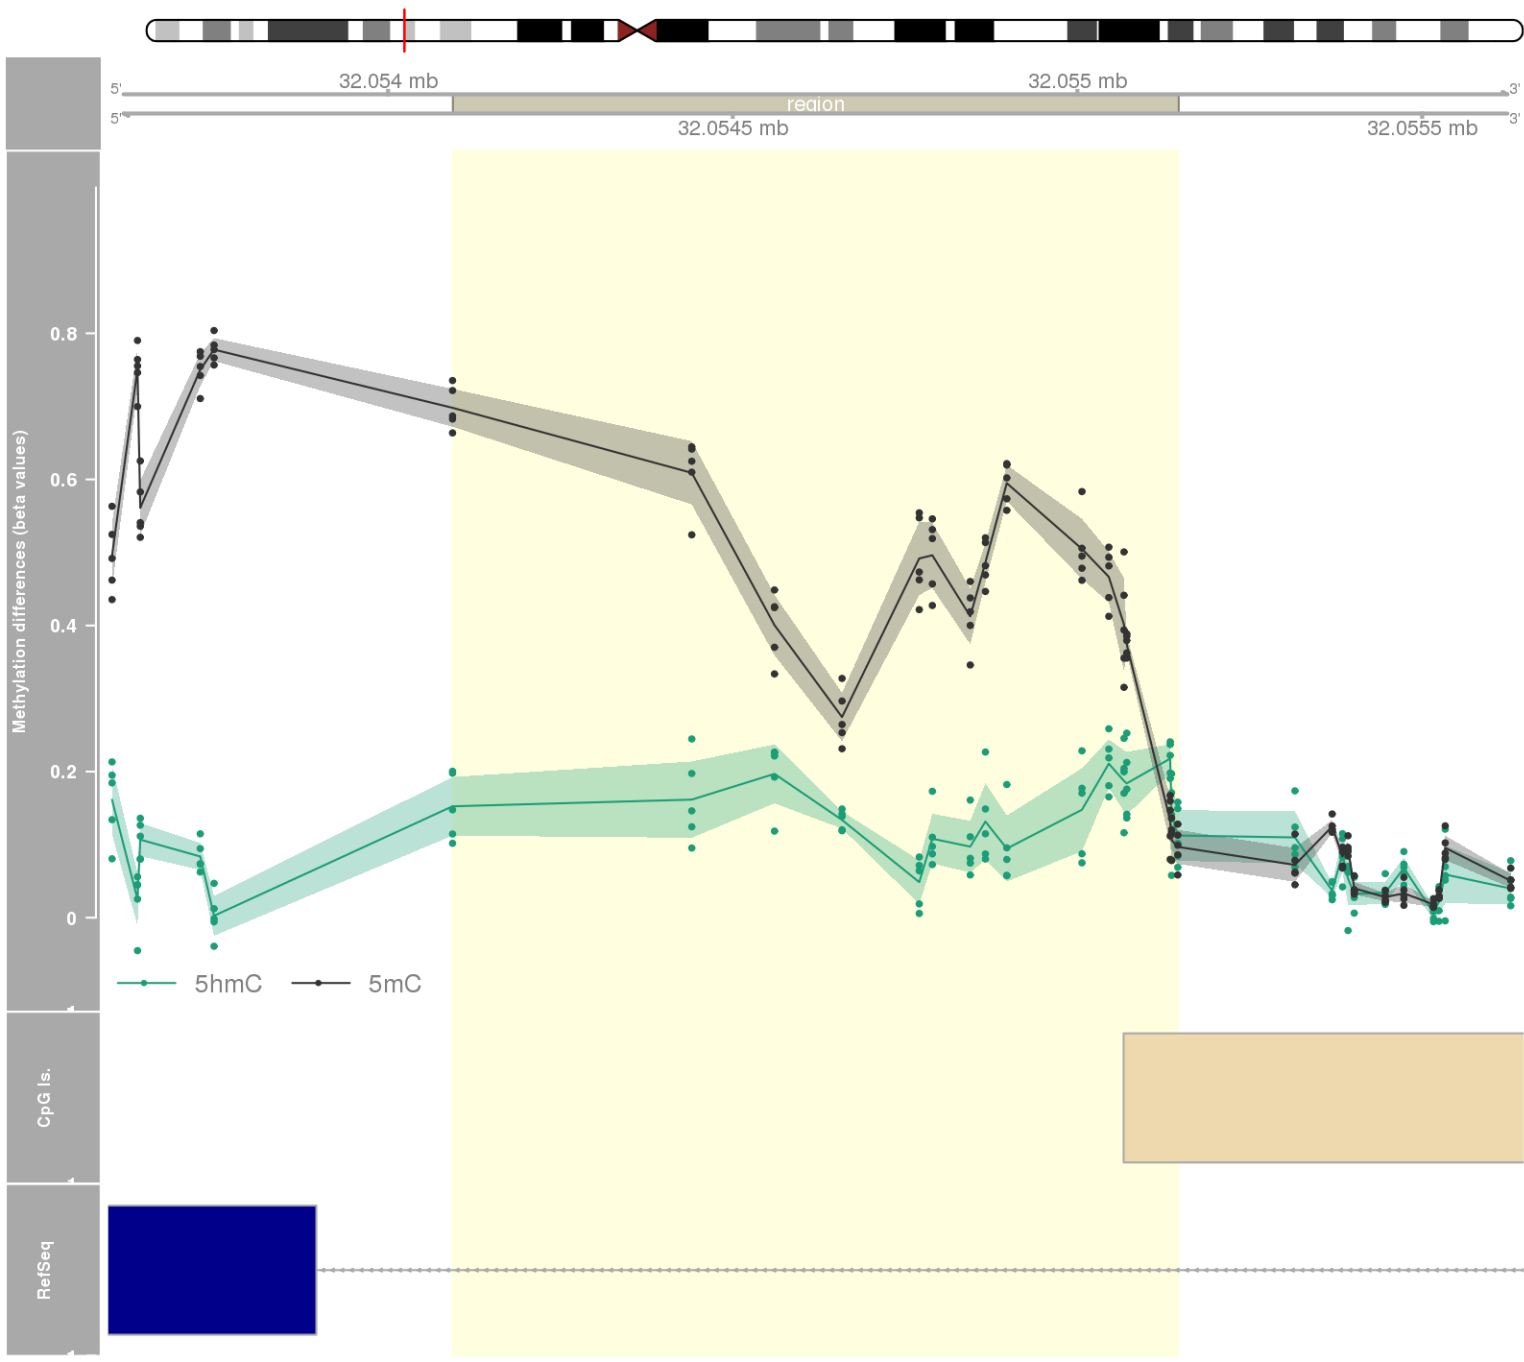 32.054 mb
32.055 mb
5'
3'
region
5'
3'
32.0545 mb
32.0555 mb
Methylation differences (beta values)
0.8
0.6
0.4
0.2
0
5hmC
5mC
CpG Is.
RefSeq